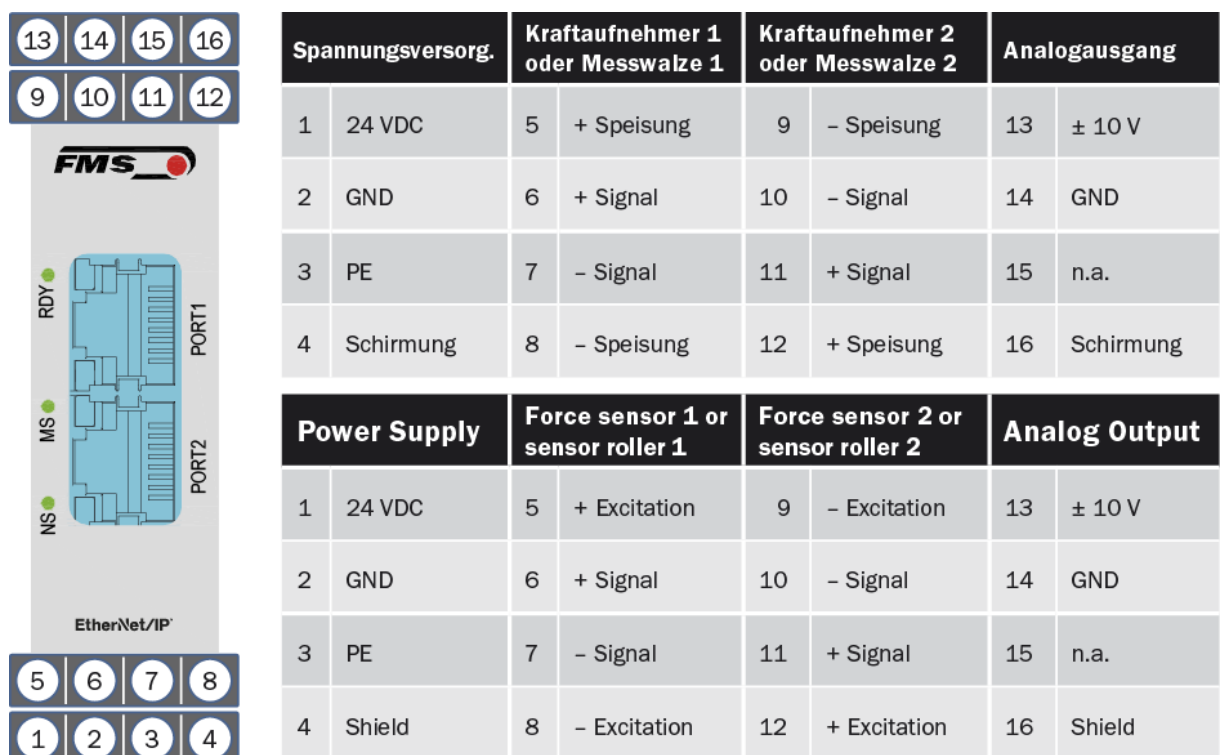 13 14 15 16
9 10 11 12
FMS
RDY
PORT1
MS
PORT2
NS
EtherNet/IP
5 6 7 8
1 2 3 4
Spannungsversorg. Kraftaufnehmer 1 oder Messwalze 1 Kraftaufnehmer 2 oder Messwalze 2 Analogausgang
1 24 VDC 5 + Speisung 9 – Speisung 13 ± 10 V
2 GND 6 + Signal 10 – Signal 14 GND
3 PE 7 – Signal 11 + Signal 15 n.a.
4 Schirmung 8 – Speisung 12 + Speisung 16 Schirmung
Power Supply Force sensor 1 or sensor roller 1 Force sensor 2 or sensor roller 2 Analog Output
1 24 VDC 5 + Excitation 9 – Excitation 13 ± 10 V
2 GND 6 + Signal 10 – Signal 14 GND
3 PE 7 – Signal 11 + Signal 15 n.a.
4 Shield 8 – Excitation 12 + Excitation 16 Shield